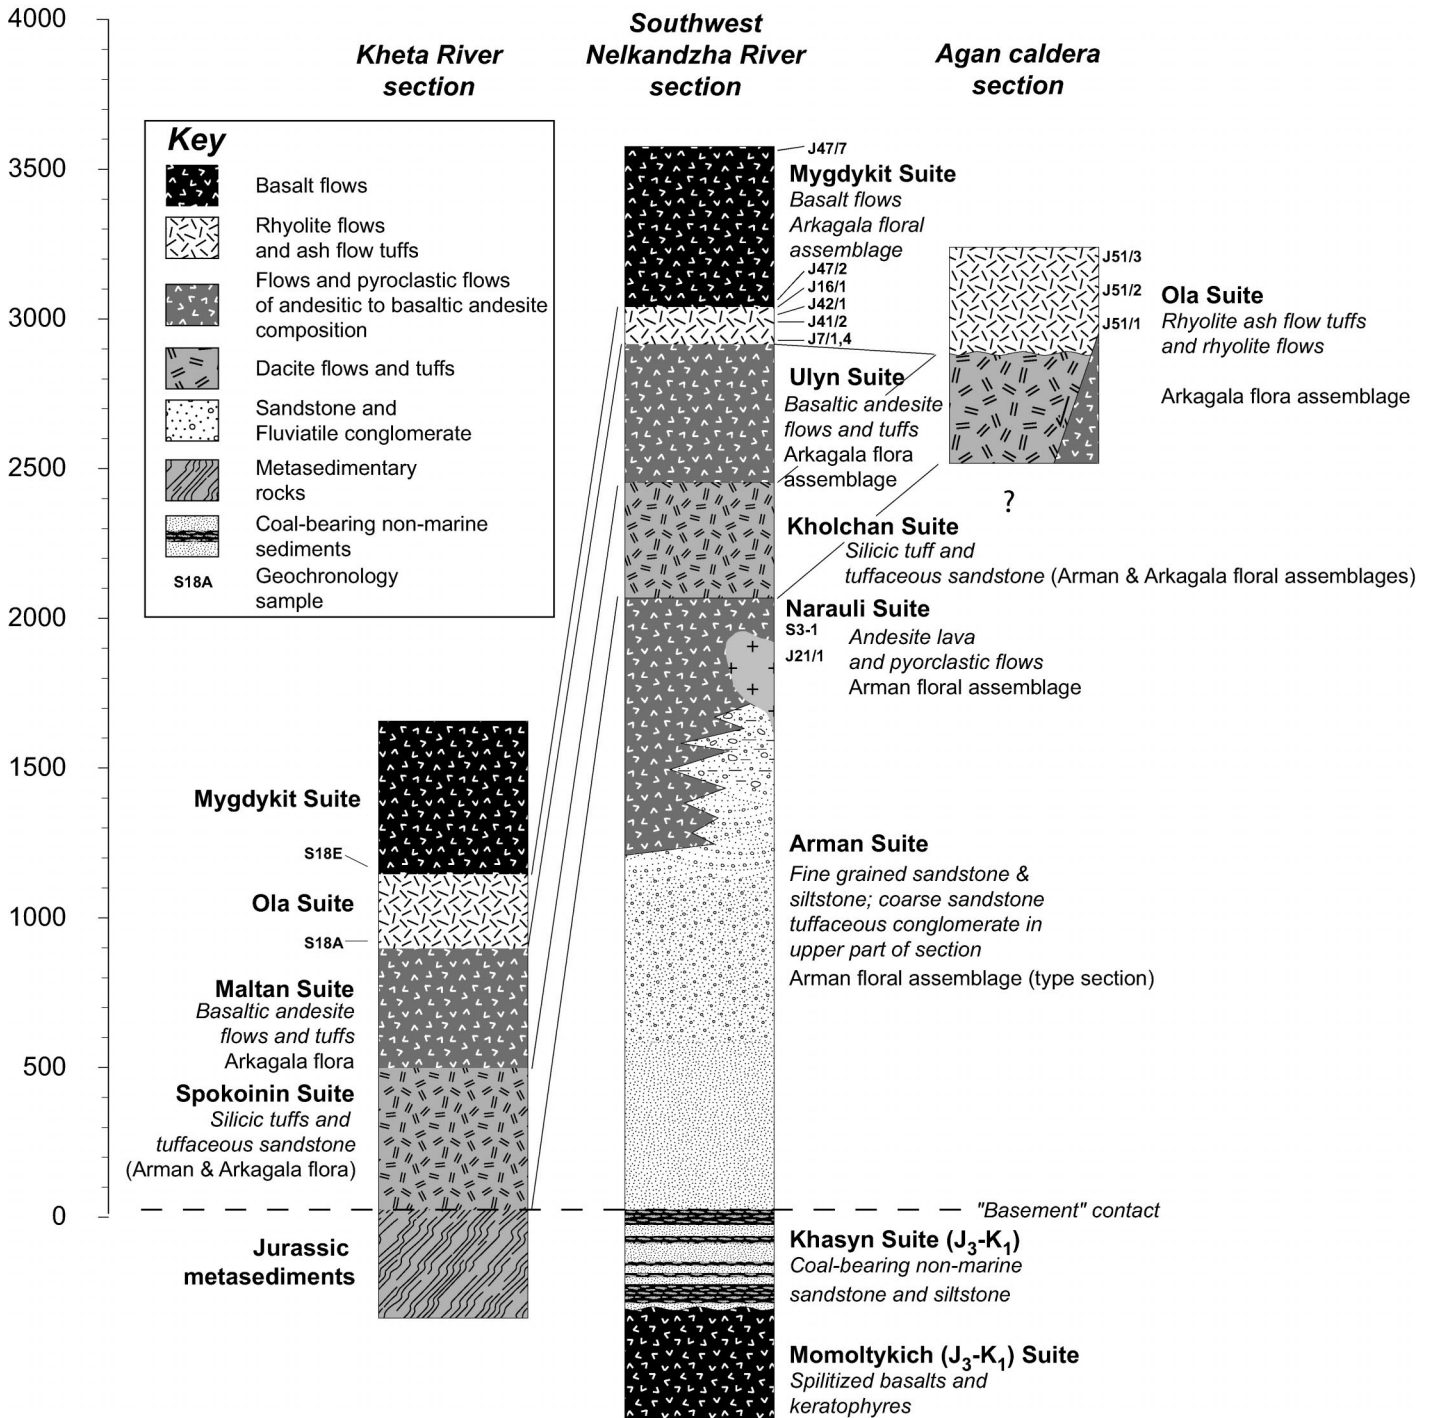 4000
3500
3000
2500
2000
1500
1000
500
0
Kheta River
section
Southwest
Nelkandzha River
section
Agan caldera
section
Key
Basalt flows
Rhyolite flows
and ash flow tuffs
Flows and pyroclastic flows
of andesitic to basaltic andesite
composition
Dacite flows and tuffs
Sandstone and
Fluviatile conglomerate
Metasedimentary
rocks
Coal-bearing non-marine
sediments
S18A
Geochronology
sample
Mygdykit Suite
S18E
Ola Suite
S18A
Maltan Suite
Basaltic andesite
flows and tuffs
Arkagala flora
Spokoinin Suite
Silicic tuffs and
tuffaceous sandstone
(Arman & Arkagala flora)
Jurassic
metasediments
J47/7
Mygdykit Suite
Basalt flows
Arkagala floral
assemblage
J47/2
J16/1
J42/1
J41/2
J7/1,4
Ulyn Suite
Basaltic andesite
flows and tuffs
Arkagala flora
assemblage
Kholchan Suite
Silicic tuff and
tuffaceous sandstone (Arman & Arkagala floral assemblages)
Narauli Suite
S3-1
J21/1
Andesite lava
and pyorclastic flows
Arman floral assemblage
Arman Suite
Fine grained sandstone &
siltstone; coarse sandstone
tuffaceous conglomerate in
upper part of section
Arman floral assemblage (type section)
"Basement" contact
Khasyn Suite (J3-K1)
Coal-bearing non-marine
sandstone and siltstone
Momoltykich (J3-K1) Suite
Spilitized basalts and
keratophyres
J51/3
J51/2
J51/1
Ola Suite
Rhyolite ash flow tuffs
and rhyolite flows
Arkagala flora assemblage
?